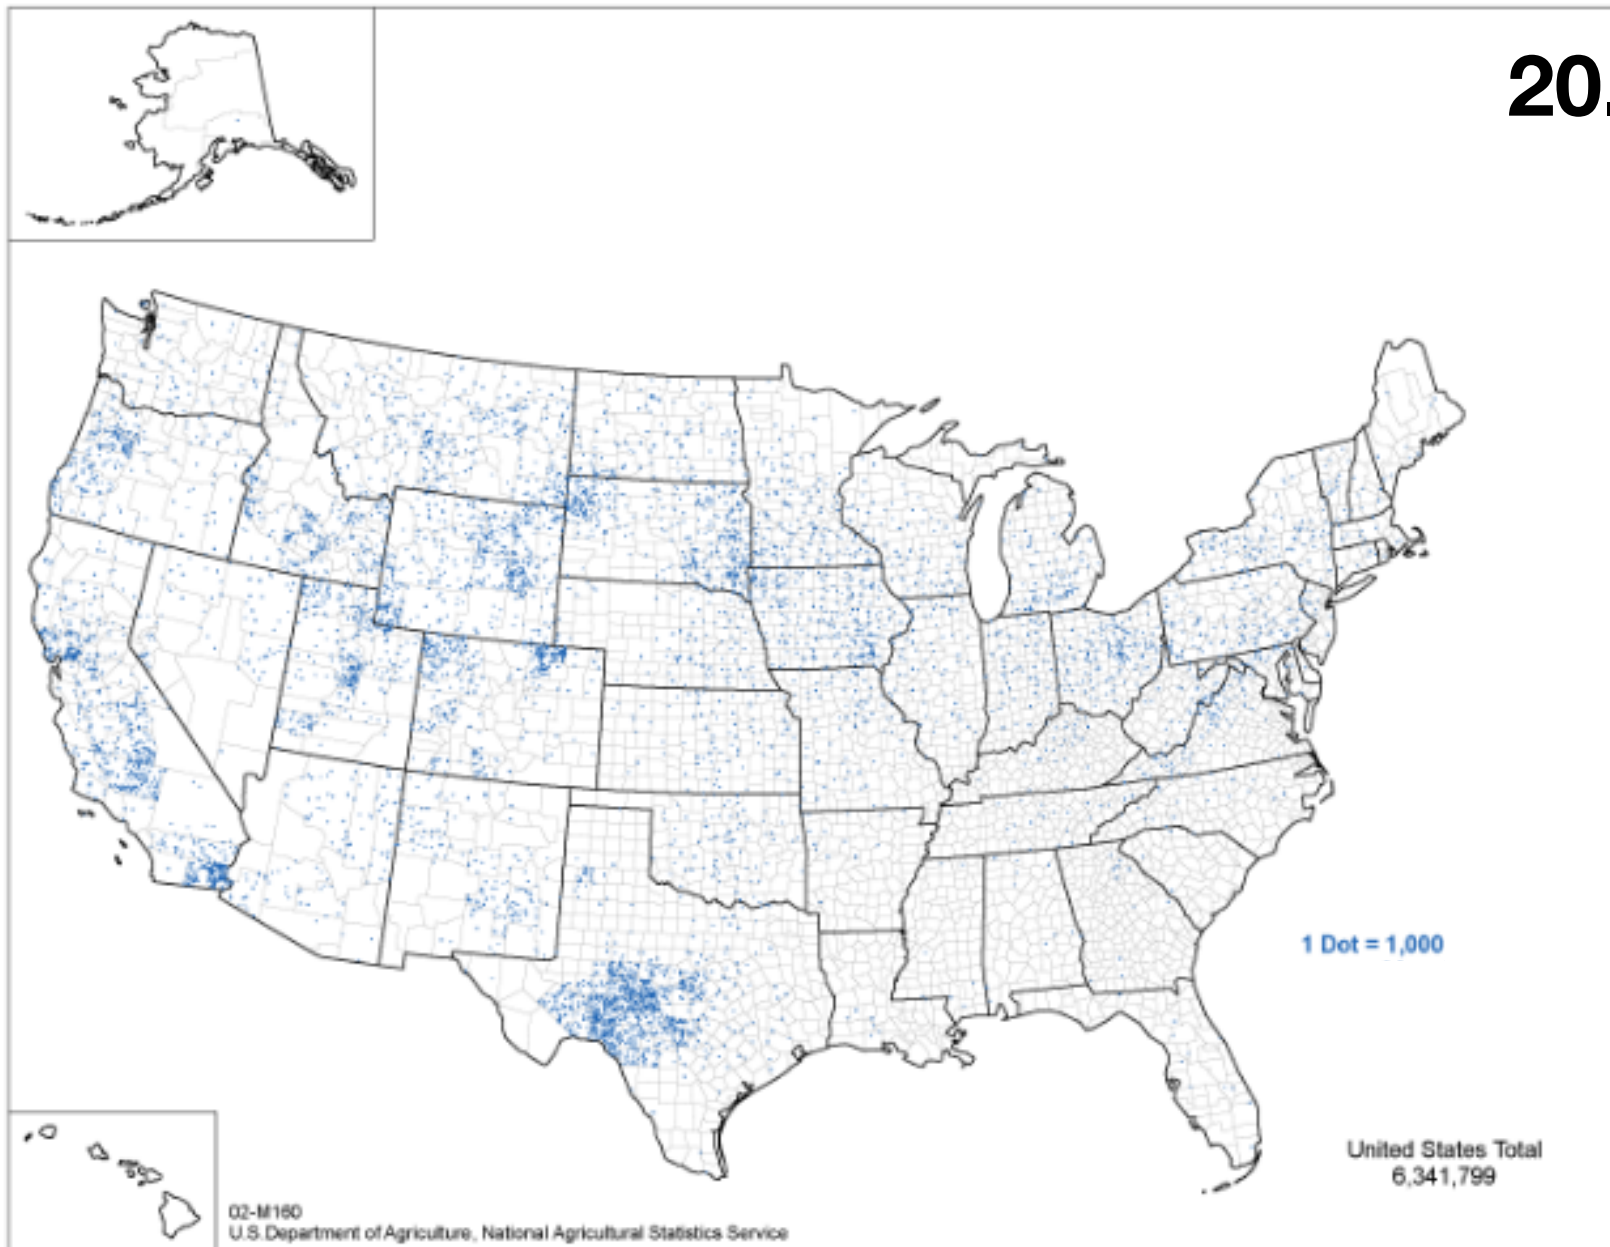 20.
1 Dot = 1,000
United States Total
6,341,799
02-M160
U.S. Department of Agriculture, National Agricultural Statistics Service